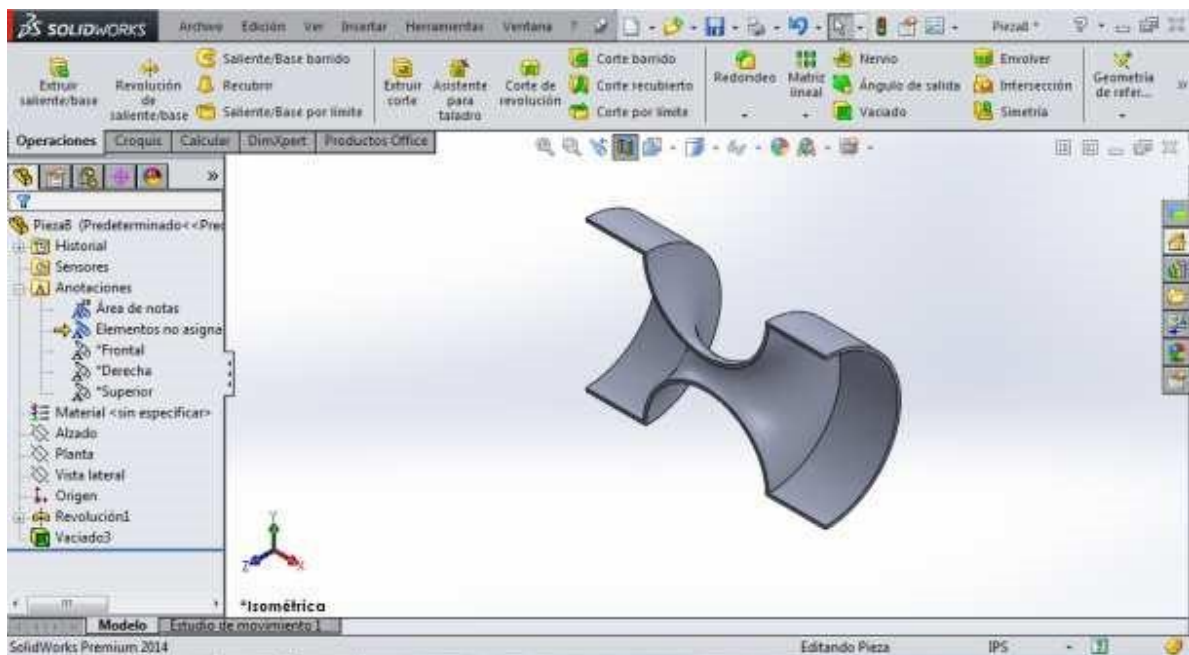 SOLIDWORKS Archivo Edición Ver Insertar Herramientas Ventana ? Pieza8 * ?
Extruir saliente/base
Revolución de saliente/base
Saliente/Base barrido
Recubrir
Saliente/Base por límite
Extruir corte
Asistente para taladro
Corte de revolución
Corte barrido
Corte recubierto
Corte por límite
Redondeo
Matriz lineal
Nervio
Ángulo de salida
Vaciado
Envolver
Intersección
Simetría
Geometría de refer...
Operaciones Croquis Calcular DimXpert Productos Office
Pieza8 (Predeterminado<<Pre
Historial
Sensores
Anotaciones
Área de notas
Elementos no asigna
*Frontal
*Derecha
*Superior
Material <sin especificar>
Alzado
Planta
Vista lateral
Origen
Revolución1
Vaciado3
Y
Z X
*Isométrica
Modelo Estudio de movimiento 1
SolidWorks Premium 2014 Editando Pieza IPS